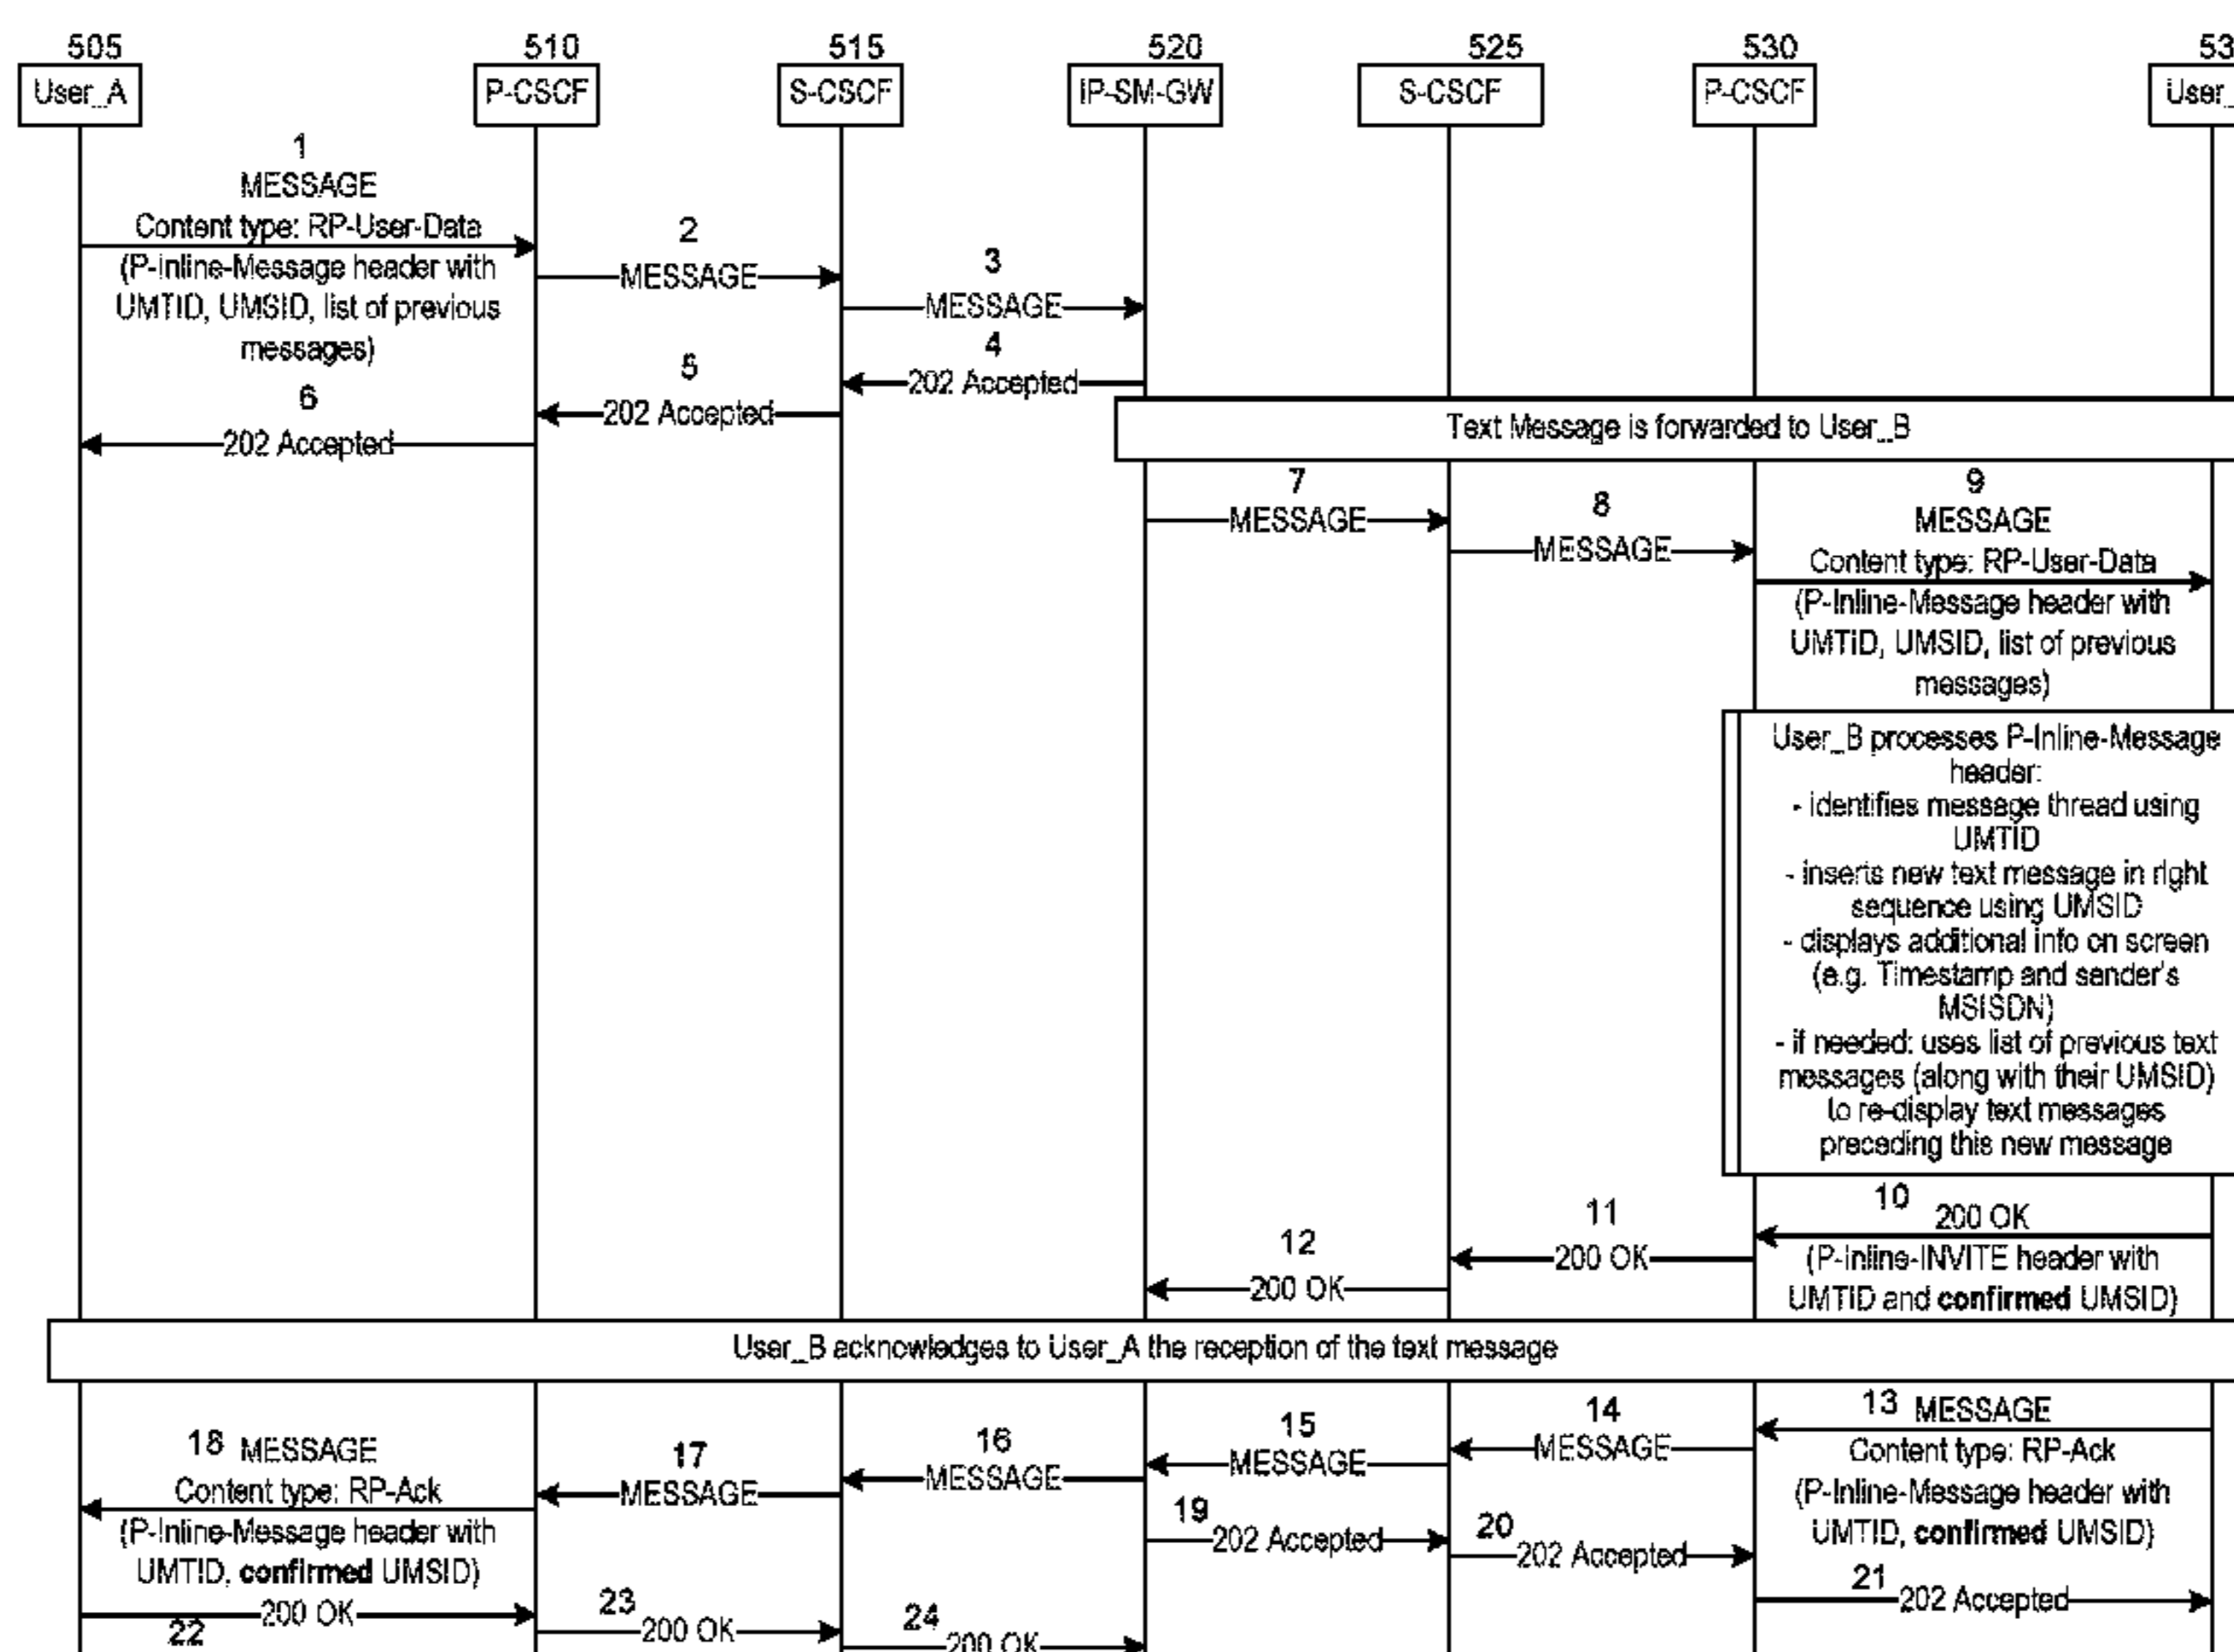 505
510
515
520
525
530
53
User_A
P-CSCF
S-CSCF
IP-SM-GW
S-CSCF
P-CSCF
User_
1
MESSAGE
Content type: RP-User-Data
(P-Inline-Message header with
UMTID, UMSID, list of previous
messages)
2
MESSAGE
3
MESSAGE
4
202 Accepted
5
202 Accepted
6
202 Accepted
Text Message is forwarded to User_B
7
MESSAGE
8
MESSAGE
9
MESSAGE
Content type: RP-User-Data
(P-Inline-Message header with
UMTID, UMSID, list of previous
messages)
User_B processes P-Inline-Message
header:
- identifies message thread using
UMTID
- inserts new text message in right
sequence using UMSID
- displays additional info on screen
(e.g. Timestamp and sender's
MSISDN)
- if needed: uses list of previous text
messages (along with their UMSID)
to re-display text messages
preceding this new message
10
200 OK
(P-Inline-INVITE header with
UMTID and confirmed UMSID)
11
200 OK
12
200 OK
User_B acknowledges to User_A the reception of the text message
13 MESSAGE
Content type: RP-Ack
(P-Inline-Message header with
UMTID, confirmed UMSID)
14
MESSAGE
15
MESSAGE
16
MESSAGE
17
MESSAGE
18 MESSAGE
Content type: RP-Ack
(P-Inline-Message header with
UMTID, confirmed UMSID)
19
202 Accepted
20
202 Accepted
21
202 Accepted
200 OK
22
23
200 OK
24
200 OK